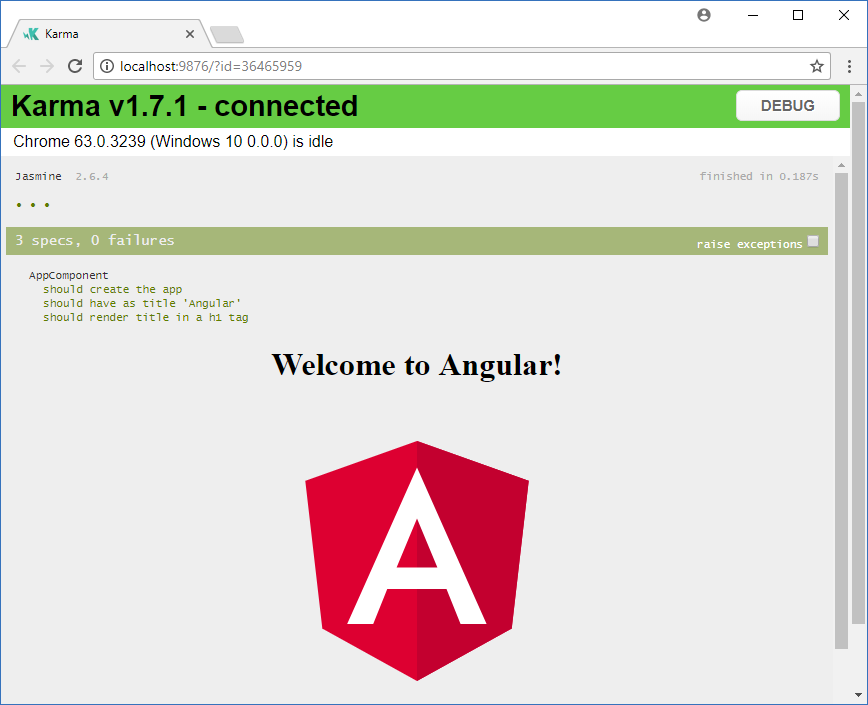 Karma
localhost:9876/?id=36465959
Karma v1.7.1 - connected
DEBUG
Chrome 63.0.3239 (Windows 10 0.0.0) is idle
Jasmine 2.6.4
finished in 0.187s
3 specs, 0 failures
raise exceptions
AppComponent
should create the app
should have as title 'Angular'
should render title in a h1 tag
Welcome to Angular!
A